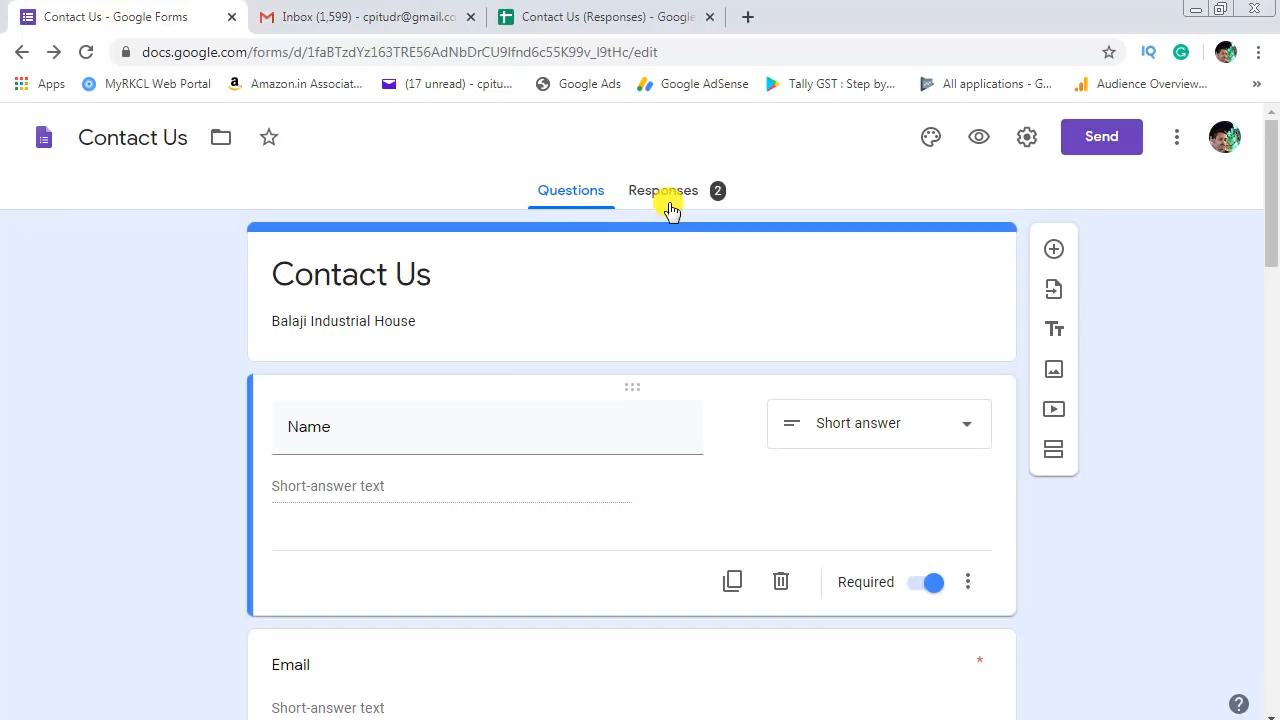 Contact Us - Google Forms
Inbox (1,599) - cpitudr@gmail.c
Contact Us (Responses) - Google
docs.google.com/forms/d/1faBTzdYz163TRE56AdNbDrCU9lfnd6c55K99v_l9tHc/edit
Apps
MyRKCL Web Portal
Amazon.in Associat...
(17 unread) - cpitu...
Google Ads
Google AdSense
Tally GST : Step by...
All applications - G...
Audience Overview...
Contact Us
Send
Questions
Responses 2
Contact Us
Balaji Industrial House
Name
Short answer
Short-answer text
Required
Email *
Short-answer text